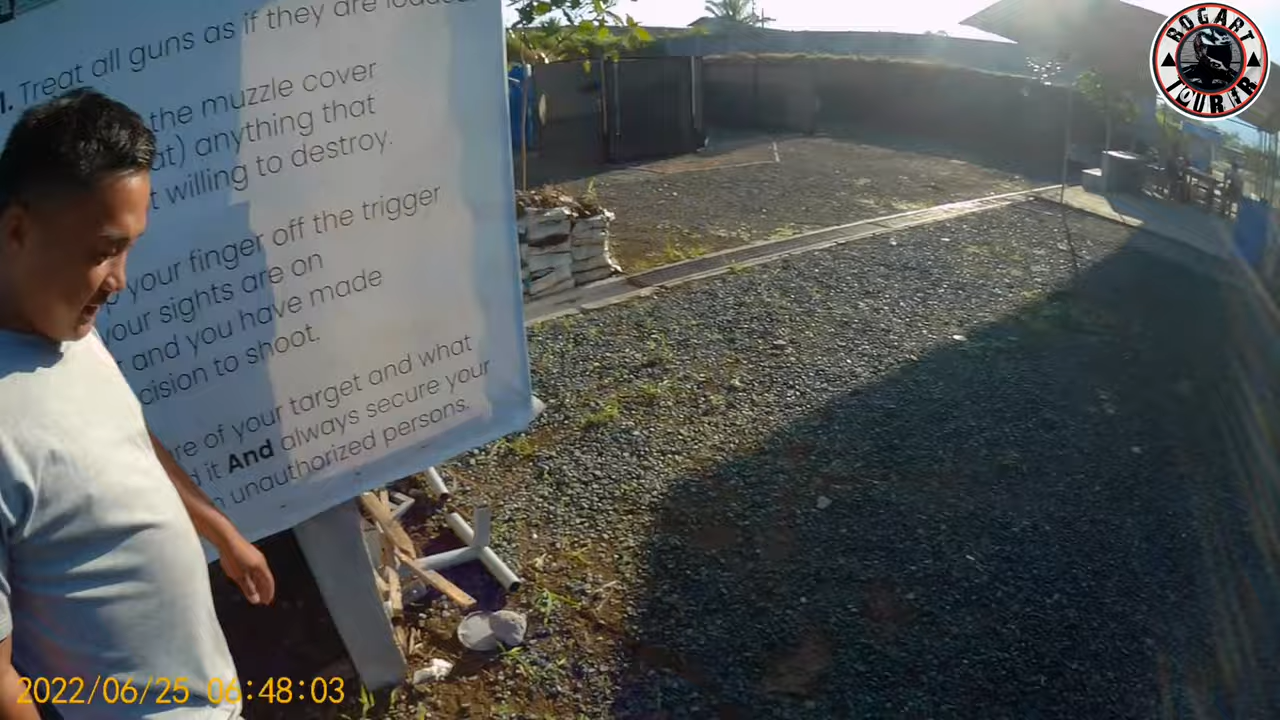 1. Treat all guns as if they are loaded
the muzzle cover
at) anything that
t willing to destroy.
your finger off the trigger
your sights are on
t and you have made
cision to shoot.
re of your target and what
d it And always secure your
unauthorized persons.
BOGART
TOUR FR
2022/06/25 06:48:03